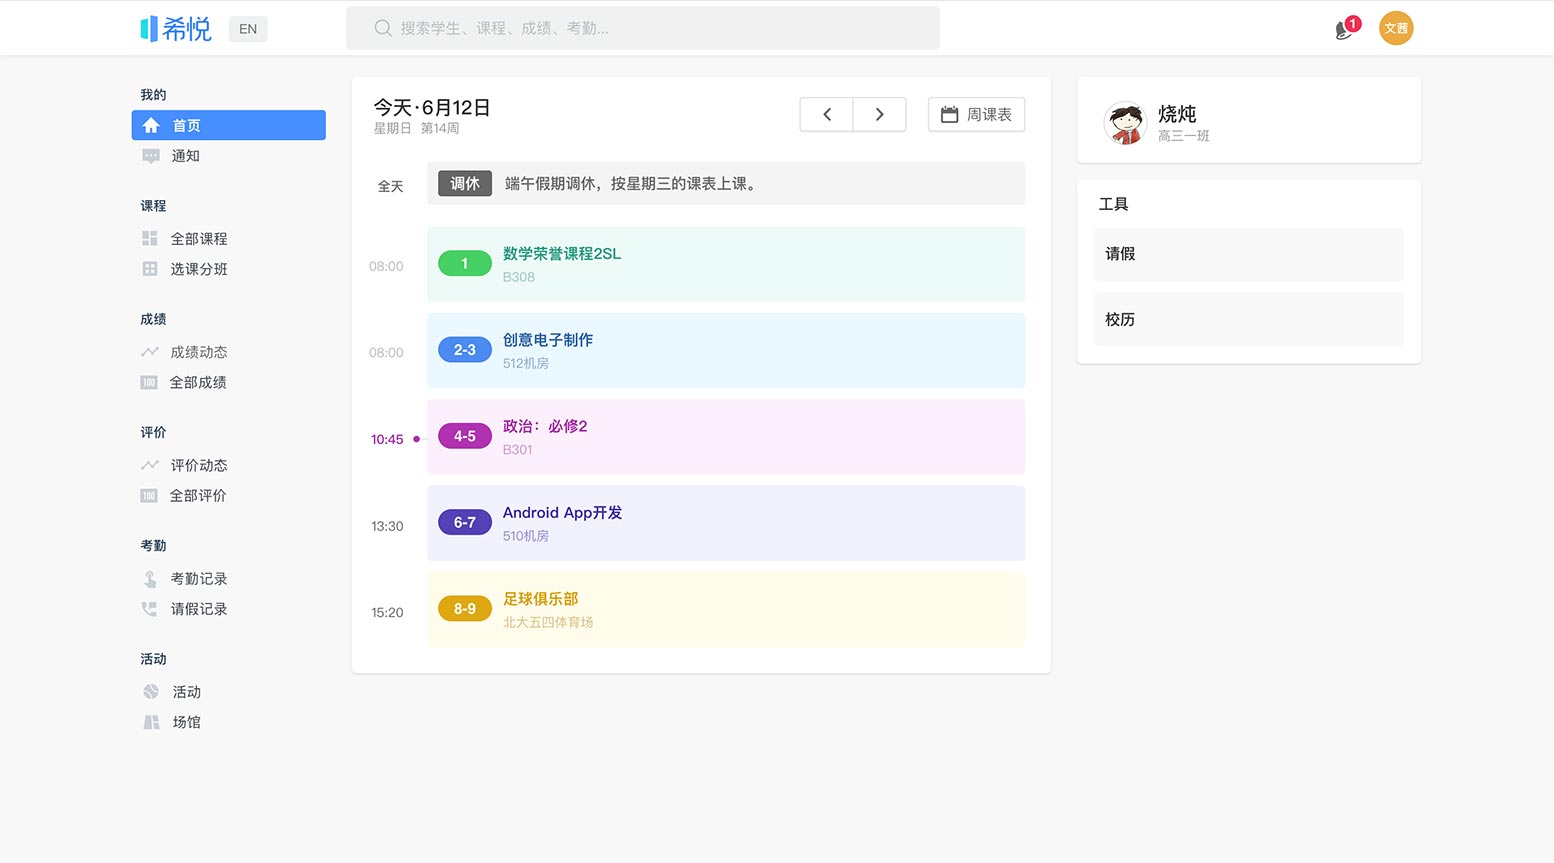 希悦
EN
搜索学生、课程、成绩、考勤...
1
文茜
我的
首页
通知
课程
全部课程
选课分班
成绩
成绩动态
100 全部成绩
评价
评价动态
100 全部评价
考勤
考勤记录
请假记录
活动
活动
场馆
今天·6月12日
星期日 第14周
周课表
全天 调休 端午假期调休，按星期三的课表上课。
08:00 1 数学荣誉课程2SL
B308
08:00 2-3 创意电子制作
512机房
10:45 4-5 政治：必修2
B301
13:30 6-7 Android App开发
510机房
15:20 8-9 足球俱乐部
北大五四体育场
烧炖
高三一班
工具
请假
校历